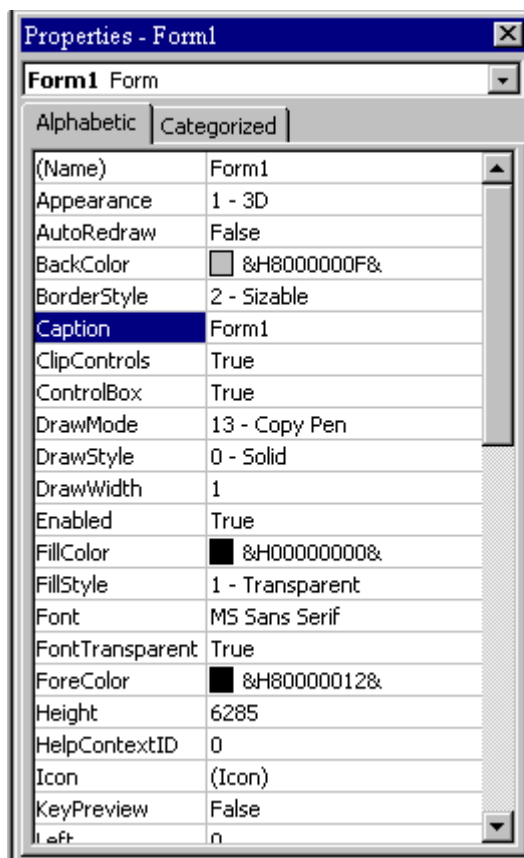 Properties - Form1
Form1 Form
Alphabetic Categorized
(Name) Form1
Appearance 1 - 3D
AutoRedraw False
BackColor &H8000000F&
BorderStyle 2 - Sizable
Caption Form1
ClipControls True
ControlBox True
DrawMode 13 - Copy Pen
DrawStyle 0 - Solid
DrawWidth 1
Enabled True
FillColor &H00000000&
FillStyle 1 - Transparent
Font MS Sans Serif
FontTransparent True
ForeColor &H80000012&
Height 6285
HelpContextID 0
Icon (Icon)
KeyPreview False
Left 0